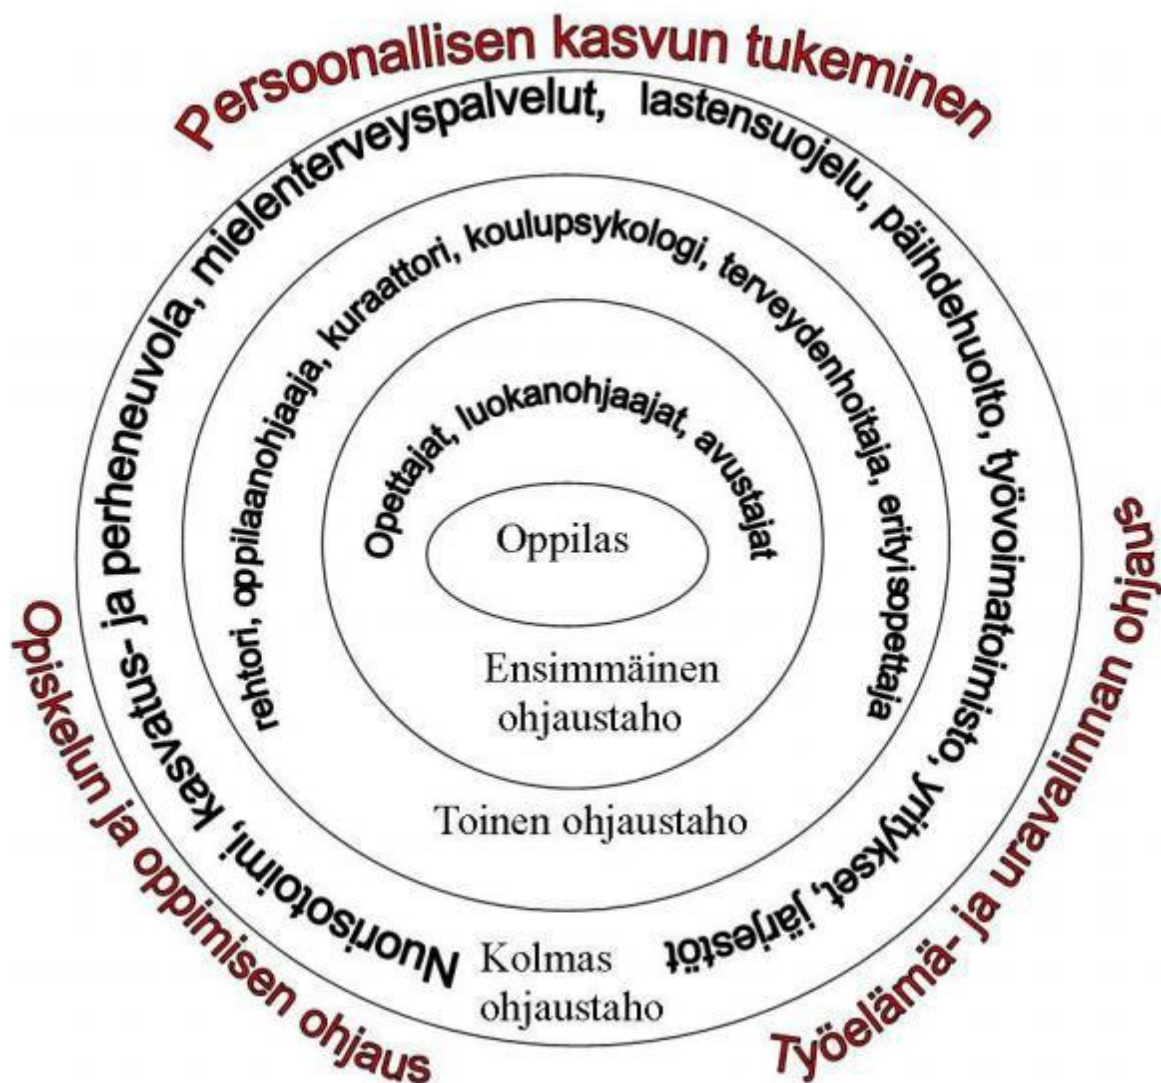 Persoonallisen kasvun tukeminen
Nuorisotoimi, kasvatus- ja perheneuvola, mielenterveyspalvelut, lastensuojelu, päihdehuolto, työvoimatoimisto, yritykset, järjestöt
rehtori, oppilaanohjaaja, kuraattori, koulupsykologi, terveydenhoitaja, erityisopettaja
Opettajat, luokanohjaajat, avustajat
Oppilas
Ensimmäinen
ohjaustaho
Toinen ohjaustaho
Kolmas
ohjaustaho
Opiskelun ja oppimisen ohjaus
Työelämä- ja uravalinnan ohjaus